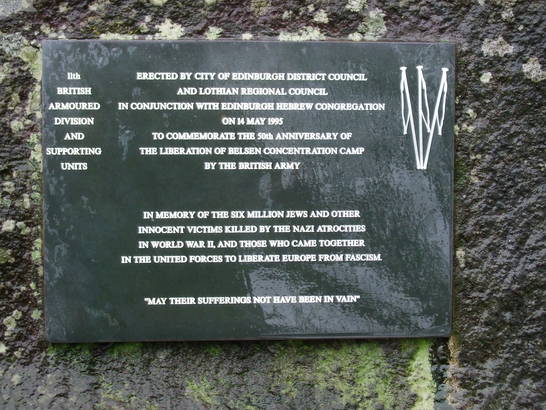 11th
BRITISH
ARMOURED
DIVISION
AND
SUPPORTING
UNITS
ERECTED BY CITY OF EDINBURGH DISTRICT COUNCIL
AND LOTHIAN REGIONAL COUNCIL
IN CONJUNCTION WITH EDINBURGH HEBREW CONGREGATION
ON 14 MAY 1995
TO COMMEMORATE THE 50th ANNIVERSARY OF
THE LIBERATION OF BELSEN CONCENTRATION CAMP
BY THE BRITISH ARMY
IN MEMORY OF THE SIX MILLION JEWS AND OTHER
INNOCENT VICTIMS KILLED BY THE NAZI ATROCITIES
IN WORLD WAR II, AND THOSE WHO CAME TOGETHER
IN THE UNITED FORCES TO LIBERATE EUROPE FROM FASCISM.
"MAY THEIR SUFFERINGS NOT HAVE BEEN IN VAIN"